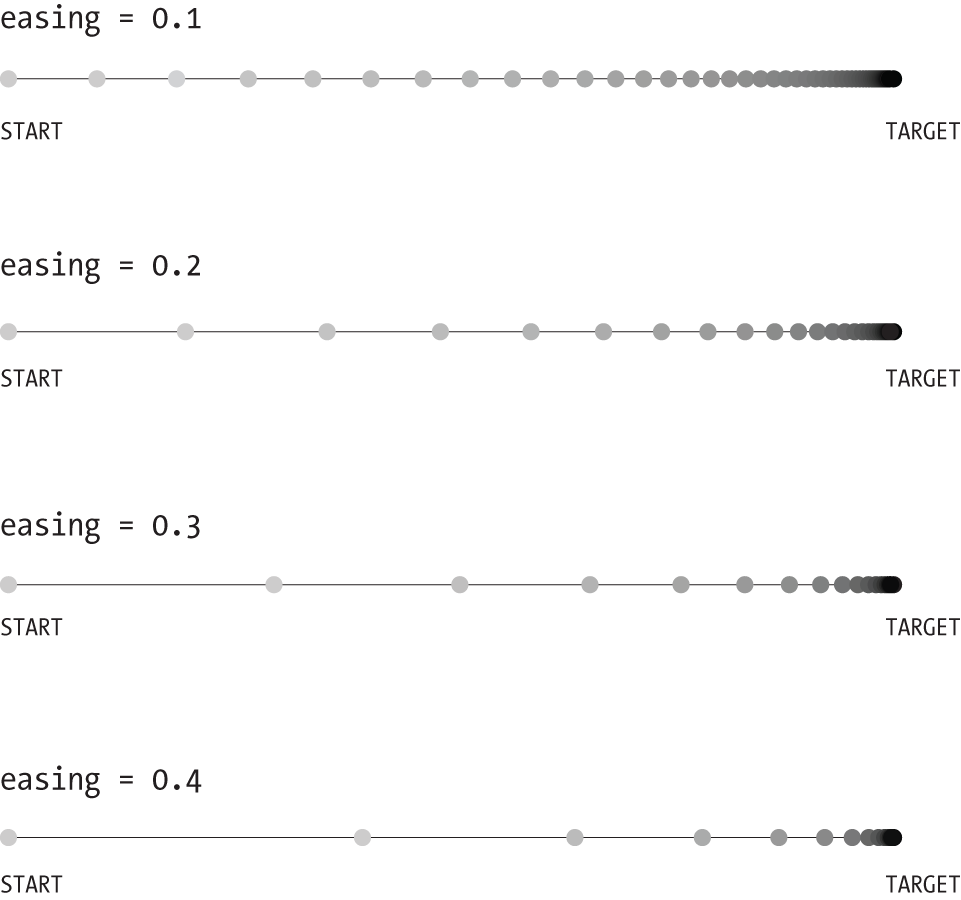 easing = 0.1
START TARGET
easing = 0.2
START TARGET
easing = 0.3
START TARGET
easing = 0.4
START TARGET